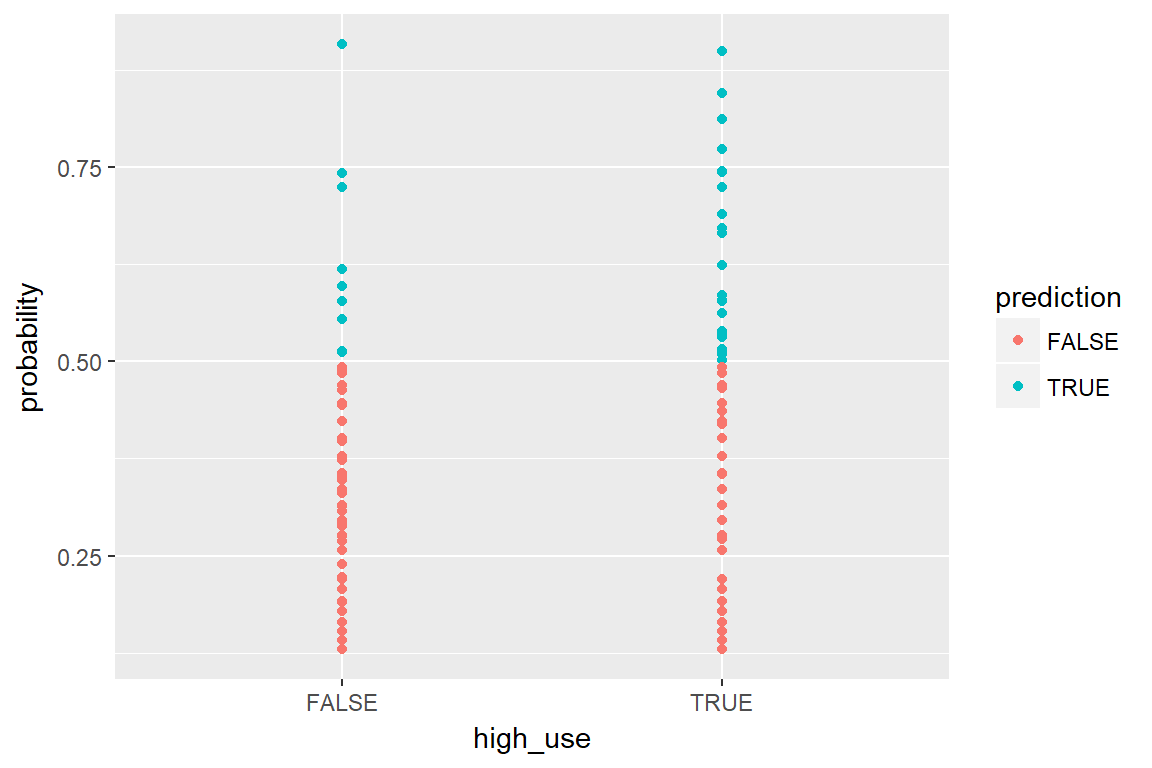 probability
0.75
0.50
0.25
FALSE
TRUE
high_use
prediction
FALSE
TRUE